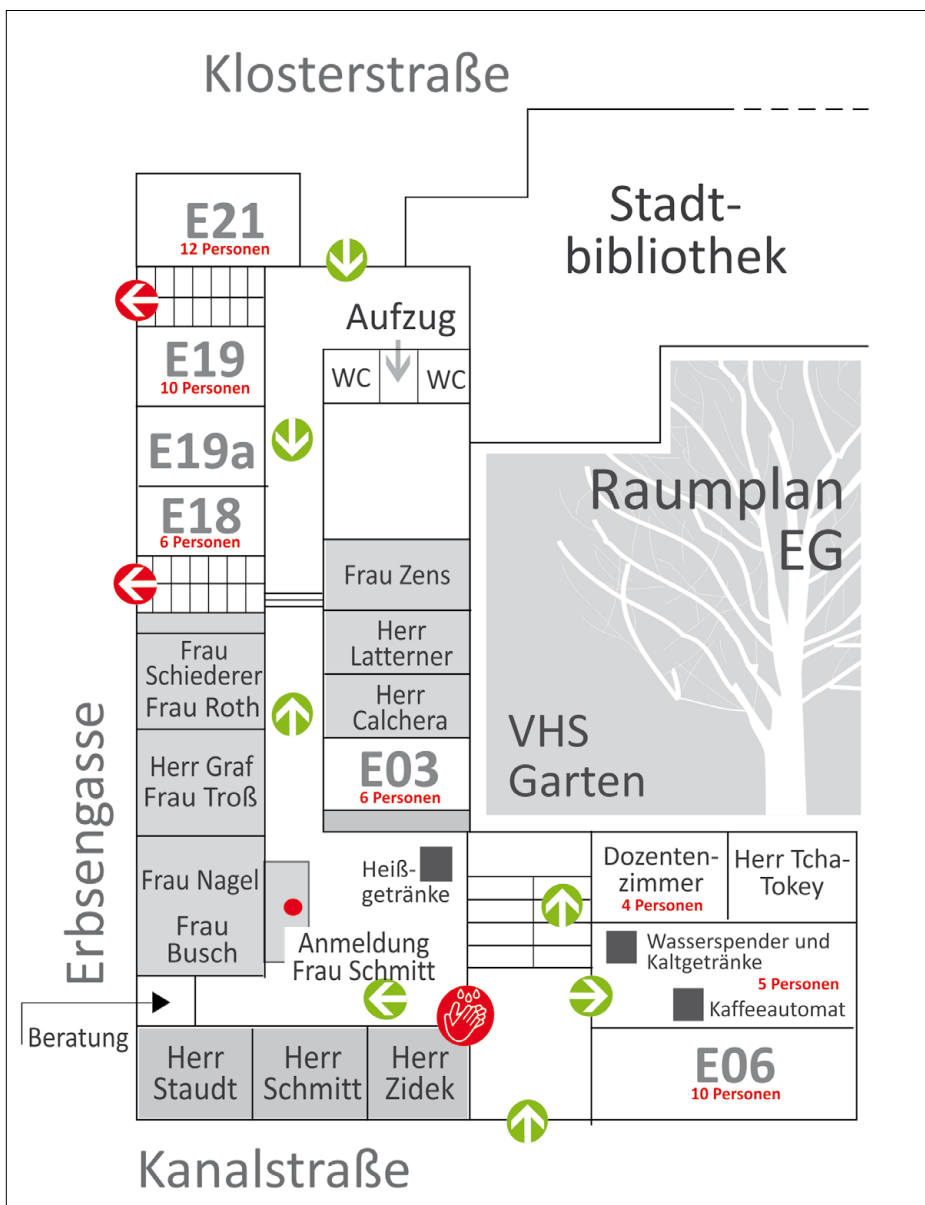 Klosterstraße
Stadt-
bibliothek
E21
12 Personen
Aufzug
WC
WC
E19
10 Personen
E19a
E18
6 Personen
Raumplan
EG
VHS
Garten
Frau Zens
Herr
Latterner
Herr
Calchera
E03
6 Personen
Frau
Schiederer
Frau Roth
Herr Graf
Frau Troß
Frau Nagel
Frau
Busch
Erbsengasse
Heiß-
getränke
Anmeldung
Frau Schmitt
Dozenten-
zimmer
4 Personen
Herr Tcha-
Tokey
Wasserspender und
Kaltgetränke
5 Personen
Kaffeeautomat
Beratung
Herr
Staudt
Herr
Schmitt
Herr
Zidek
E06
10 Personen
Kanalstraße